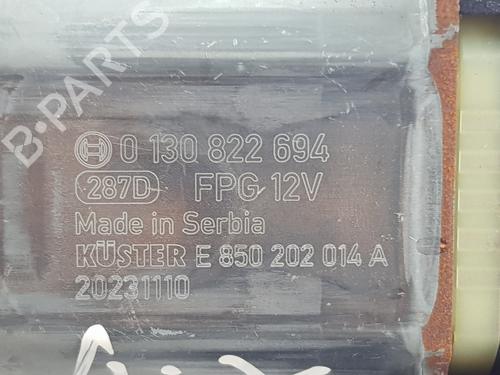 B-PARTS
0 130 822 694
287D FPG 12V
Made in Serbia
KÜSTER E 850 202 014 A
20231110